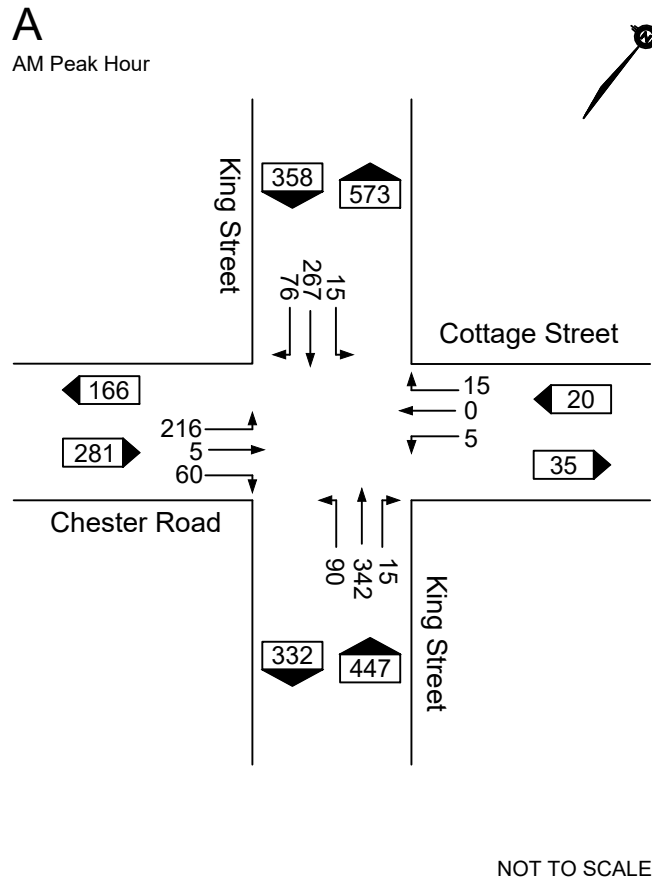 A
AM Peak Hour
N
King Street
358
573
76
267
15
Cottage Street
166
15
0
20
216
5
281
5
60
35
Chester Road
90
342
15
King Street
332
447
NOT TO SCALE